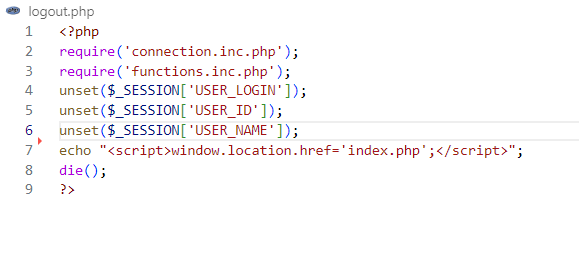 logout.php
1 <?php
2 require('connection.inc.php');
3 require('functions.inc.php');
4 unset($_SESSION['USER_LOGIN']);
5 unset($_SESSION['USER_ID']);
6 unset($_SESSION['USER_NAME']);
7 echo "<script>window.location.href='index.php';</script>";
8 die();
9 ?>